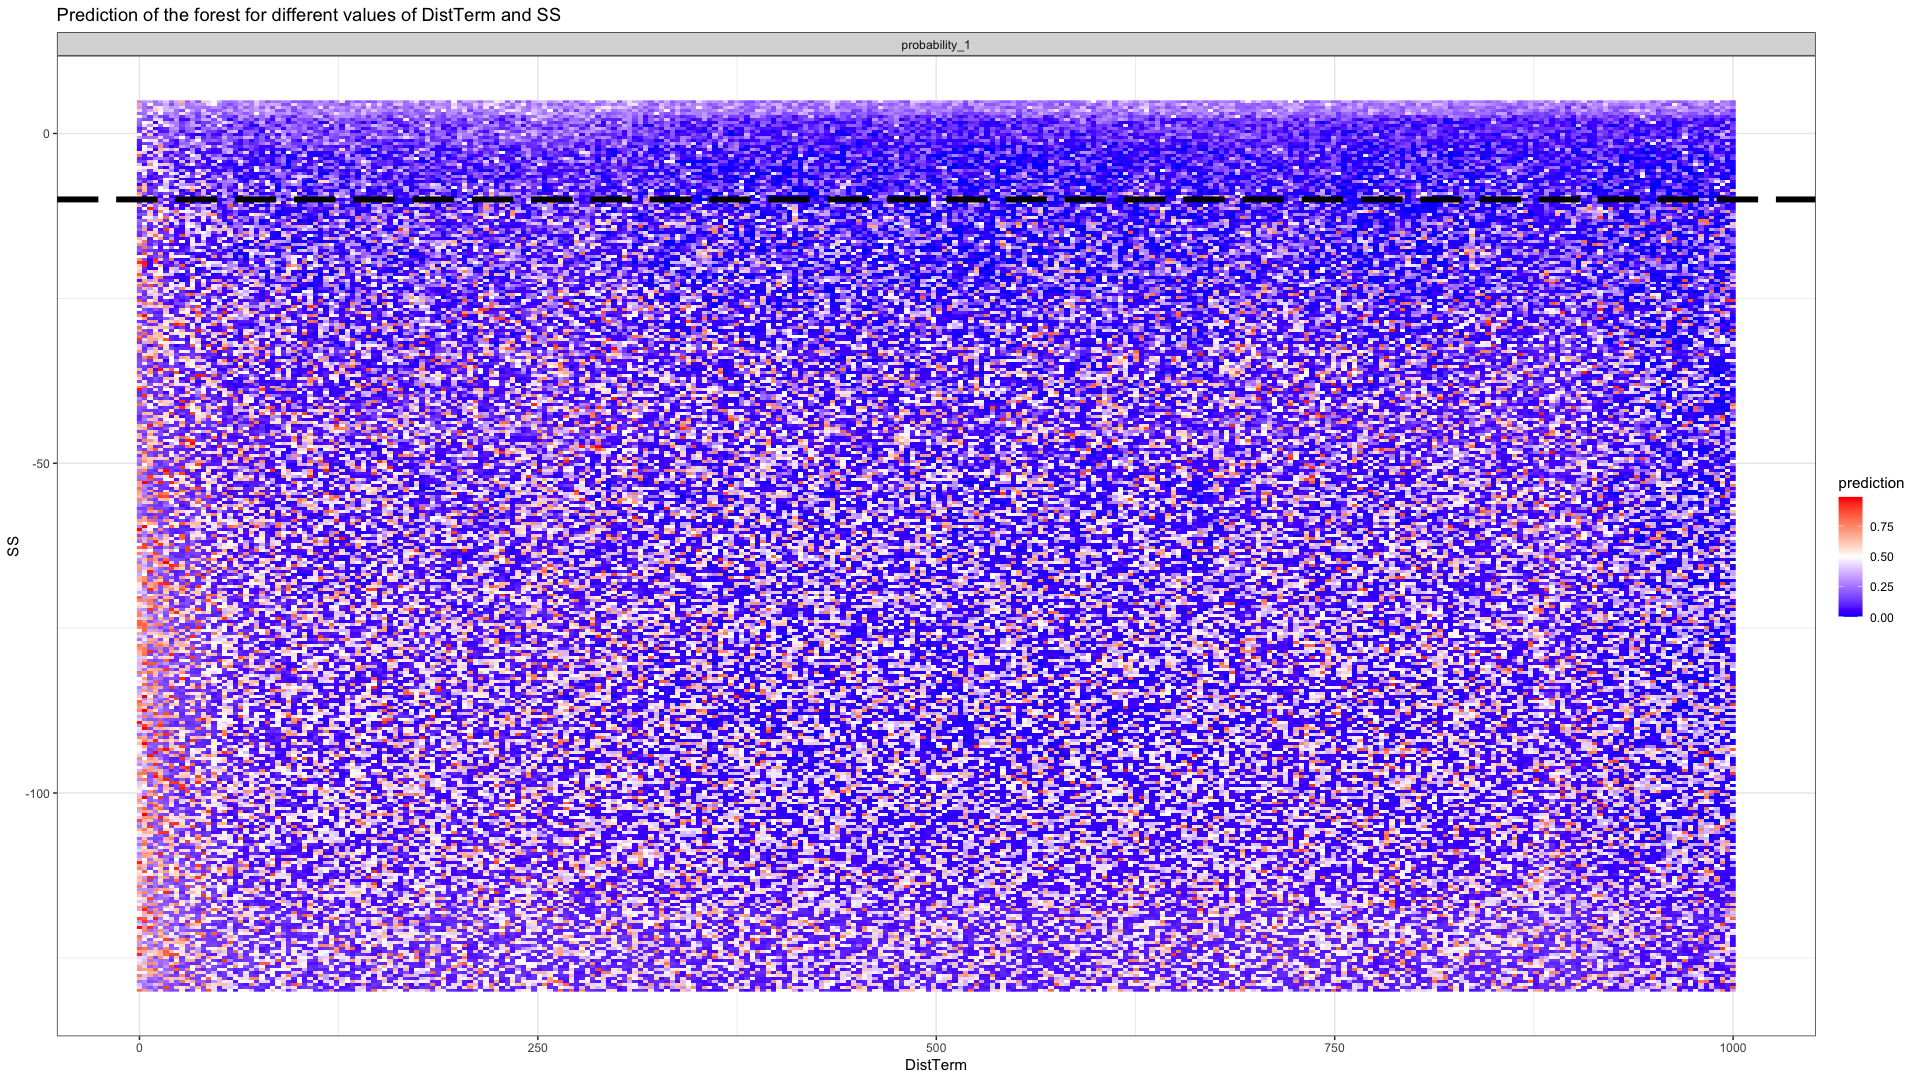 Prediction of the forest for different values of DistTerm and SS
probability_1
0
-50
-100
SS
0
250
500
750
1000
DistTerm
prediction
0.75
0.50
0.25
0.00